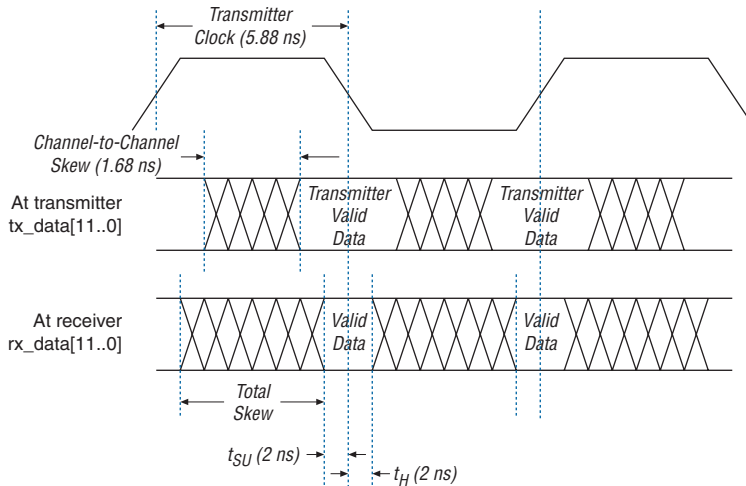 Transmitter
Clock (5.88 ns)
Channel-to-Channel
Skew (1.68 ns)
At transmitter
tx_data[11..0]
Transmitter
Valid
Data
Transmitter
Valid
Data
At receiver
rx_data[11..0]
Valid
Data
Valid
Data
Total
Skew
tSU (2 ns)
tH (2 ns)